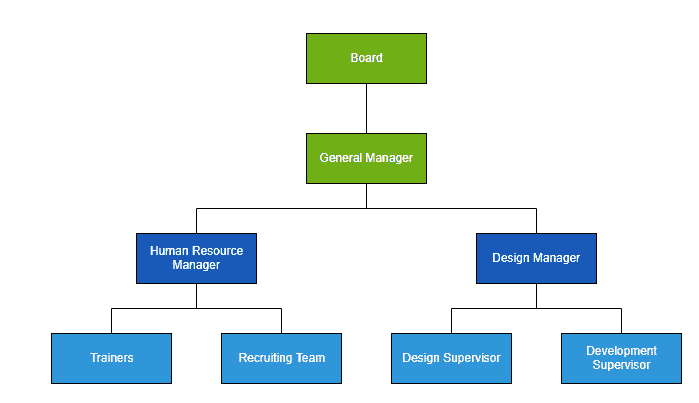 Board
General Manager
Human Resource
Manager
Design Manager
Trainers
Recruiting Team
Design Supervisor
Development
Supervisor